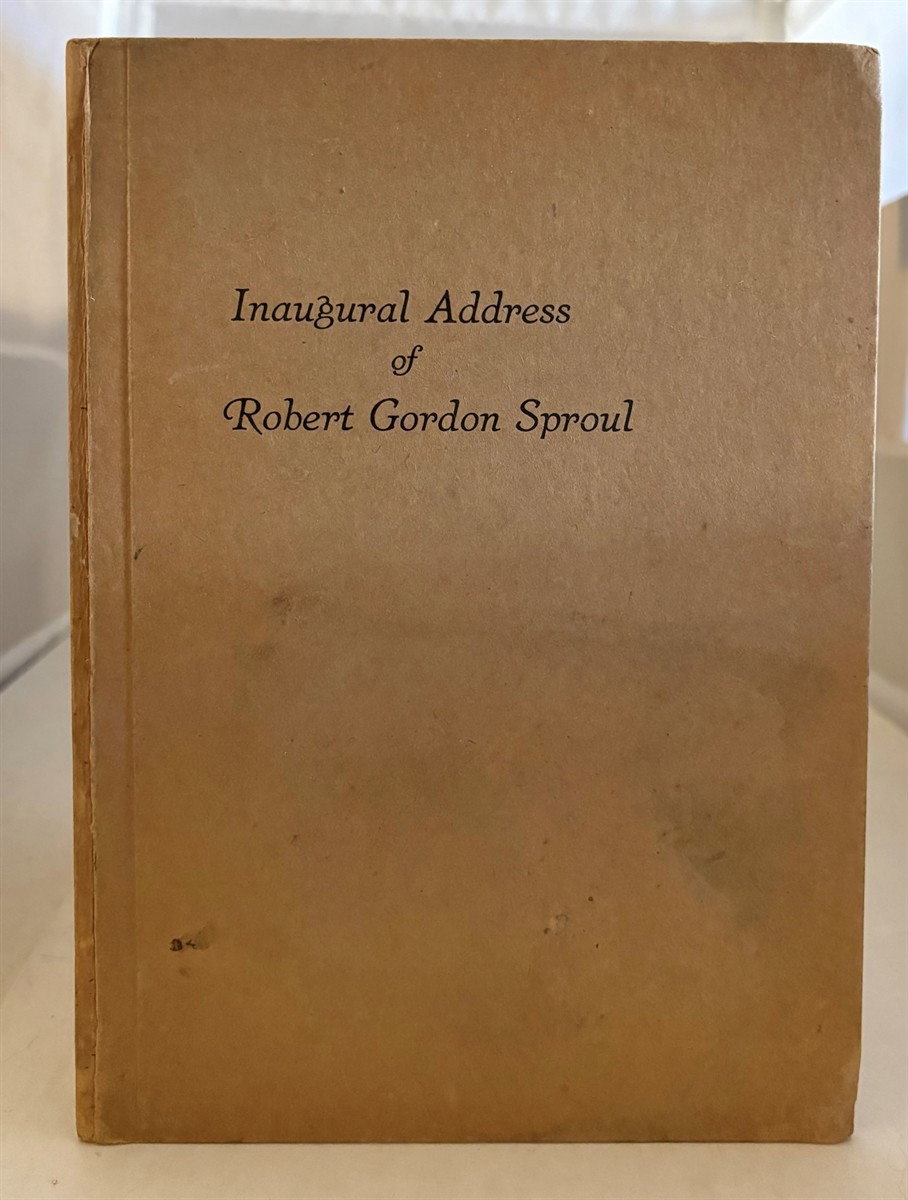 Inaugural Address
of
Robert Gordon Sproul